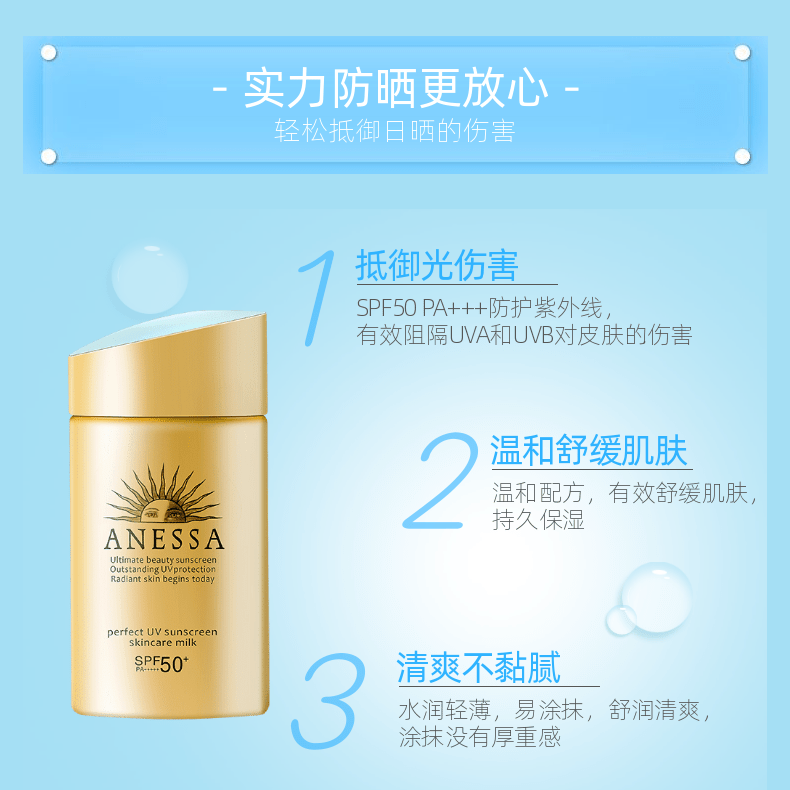 - 实力防晒更放心 -
轻松抵御日晒的伤害
1 抵御光伤害
SPF50 PA+++防护紫外线，
有效阻隔UVA和UVB对皮肤的伤害
2 温和舒缓肌肤
温和配方，有效舒缓肌肤，
持久保湿
3 清爽不黏腻
水润轻薄，易涂抹，舒润清爽，
涂抹没有厚重感
ANESSA
Ultimate beauty sunscreen
Outstanding UVprotection
Radiant skin begins today
perfect UV sunscreen
skincare milk
SPF50+